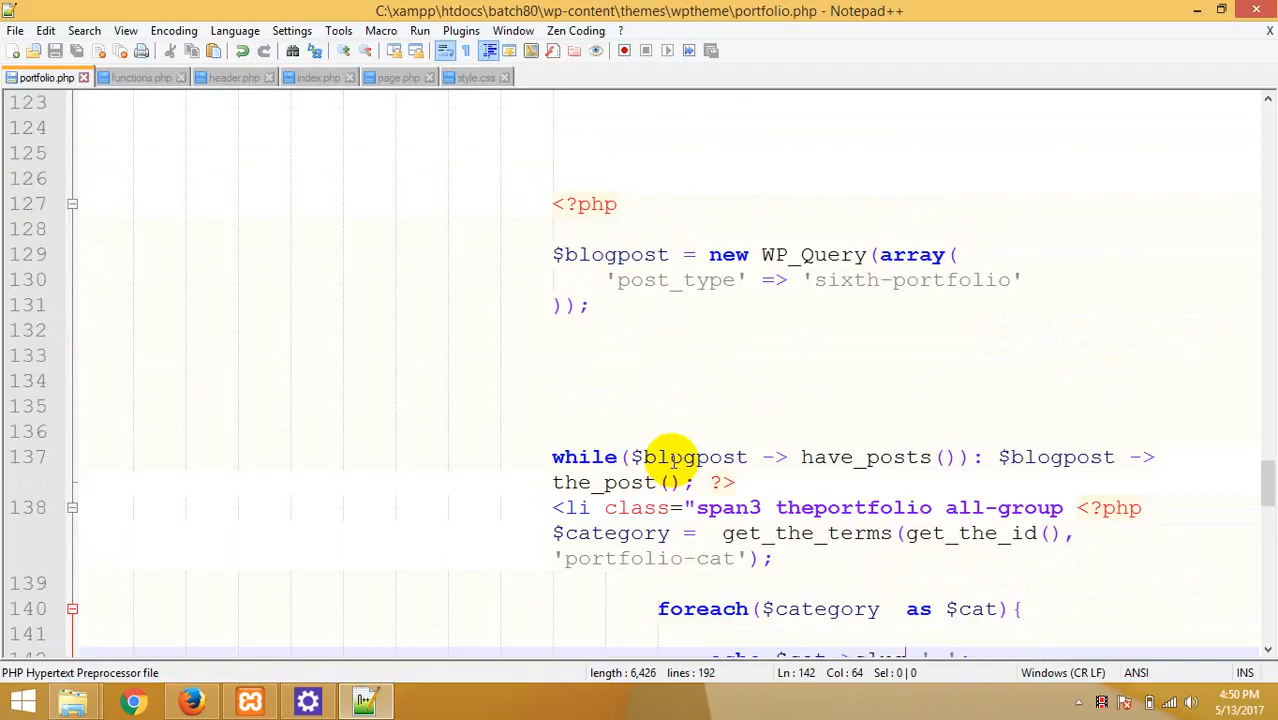 C:\xampp\htdocs\batch80\wp-content\themes\wptheme\portfolio.php - Notepad++
File Edit Search View Encoding Language Settings Tools Macro Run Plugins Window Zen Coding ? X
portfolio.php functions.php header.php index.php page.php style.css
123
124
125
126
127 <?php
128
129 $blogpost = new WP_Query(array(
130 'post_type' => 'sixth-portfolio'
131 ));
132
133
134
135
136
137 while($blogpost -> have_posts()): $blogpost ->
the_post(); ?>
138 <li class="span3 theportfolio all-group <?php
$category = get_the_terms(get_the_id(),
'portfolio-cat');
139
140 foreach($category as $cat){
141
PHP Hypertext Preprocessor file length : 6,426 lines : 192 Ln : 142 Col : 64 Sel : 0 | 0 Windows (CR LF) ANSI INS
4:50 PM
5/13/2017